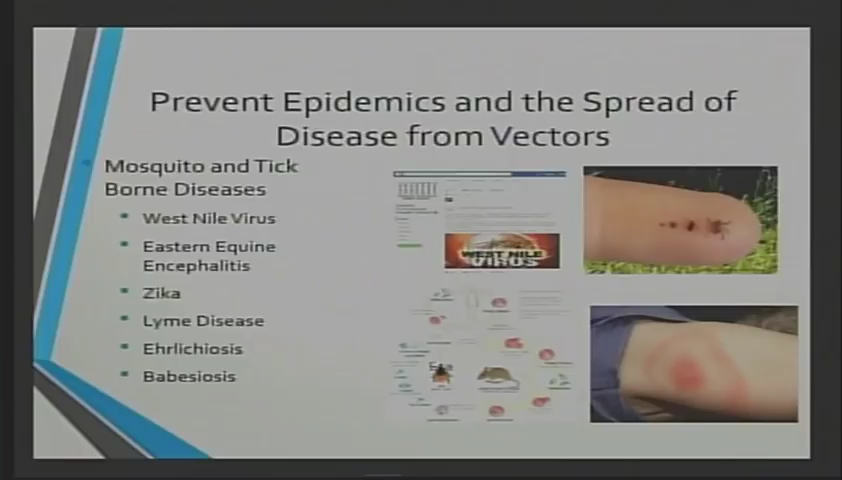 Prevent Epidemics and the Spread of
Disease from Vectors
Mosquito and Tick
Borne Diseases
West Nile Virus
Eastern Equine
Encephalitis
Zika
Lyme Disease
Ehrlichiosis
Babesiosis
WEST NILE
VIRUS